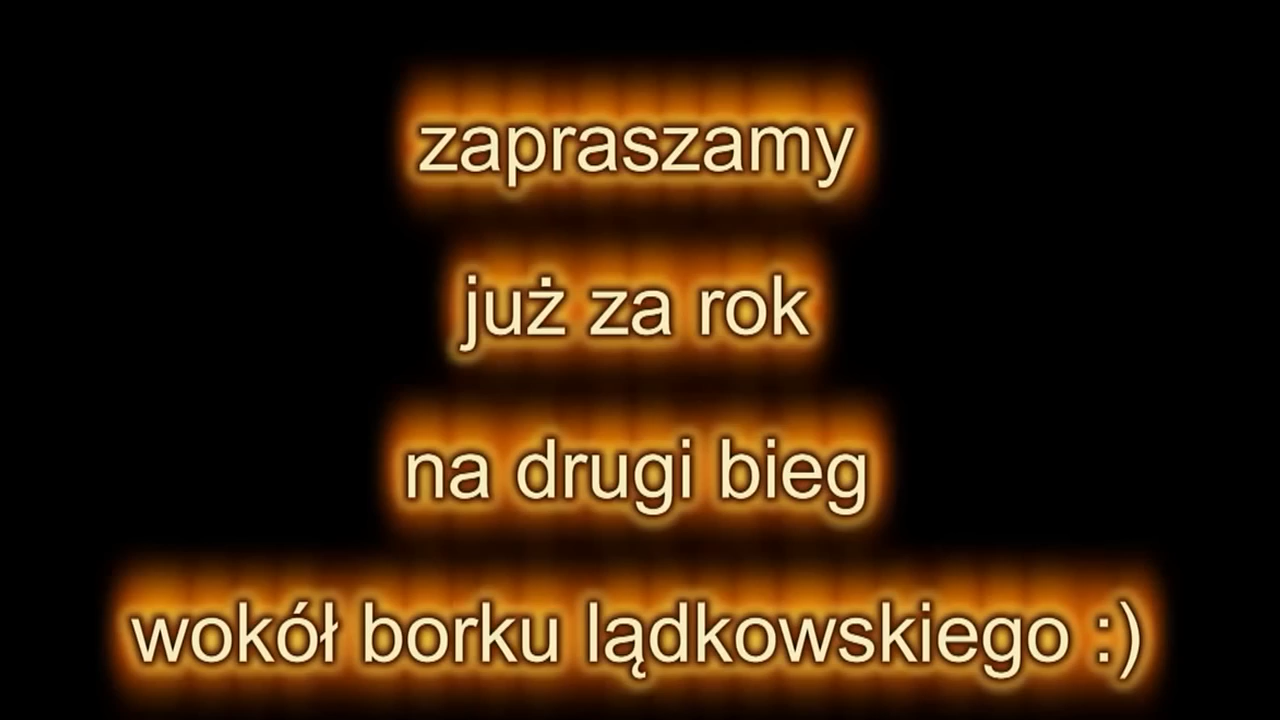 zapraszamy
już za rok
na drugi bieg
wokół borku lądkowskiego :)